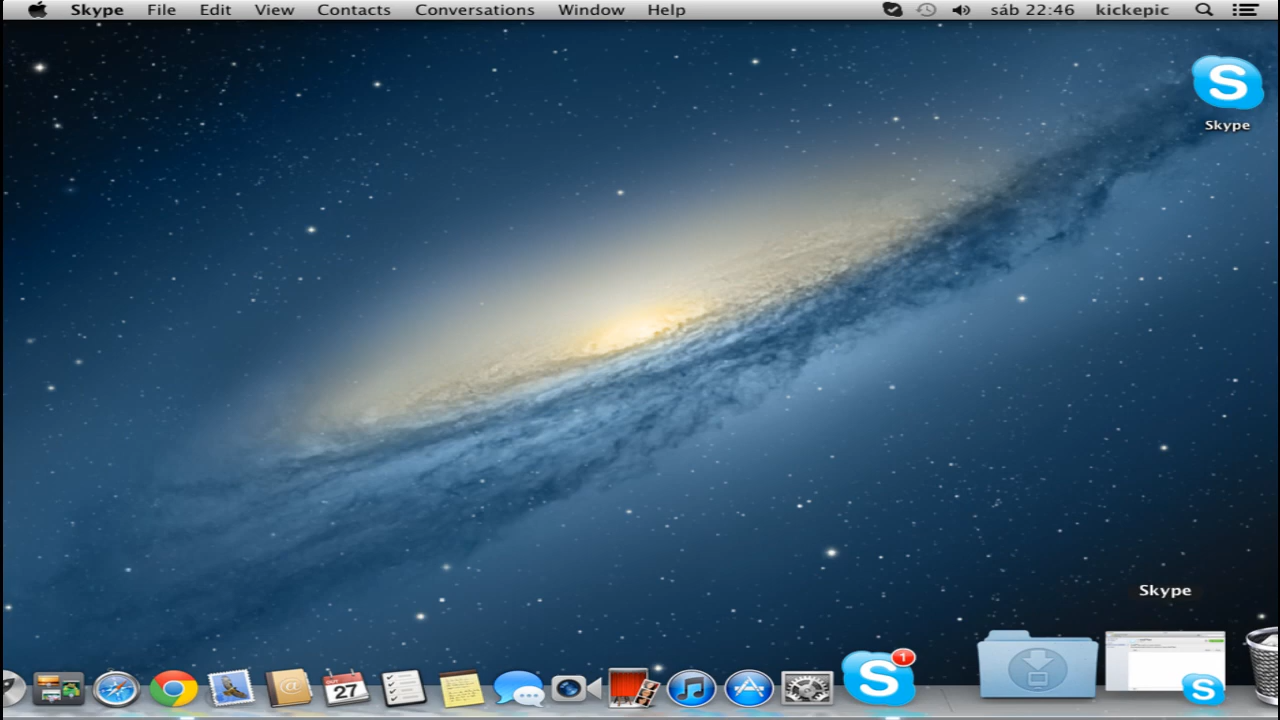 Skype File Edit View Contacts Conversations Window Help sáb 22:46 kickepic
S
Skype
Skype
27
S
1
S